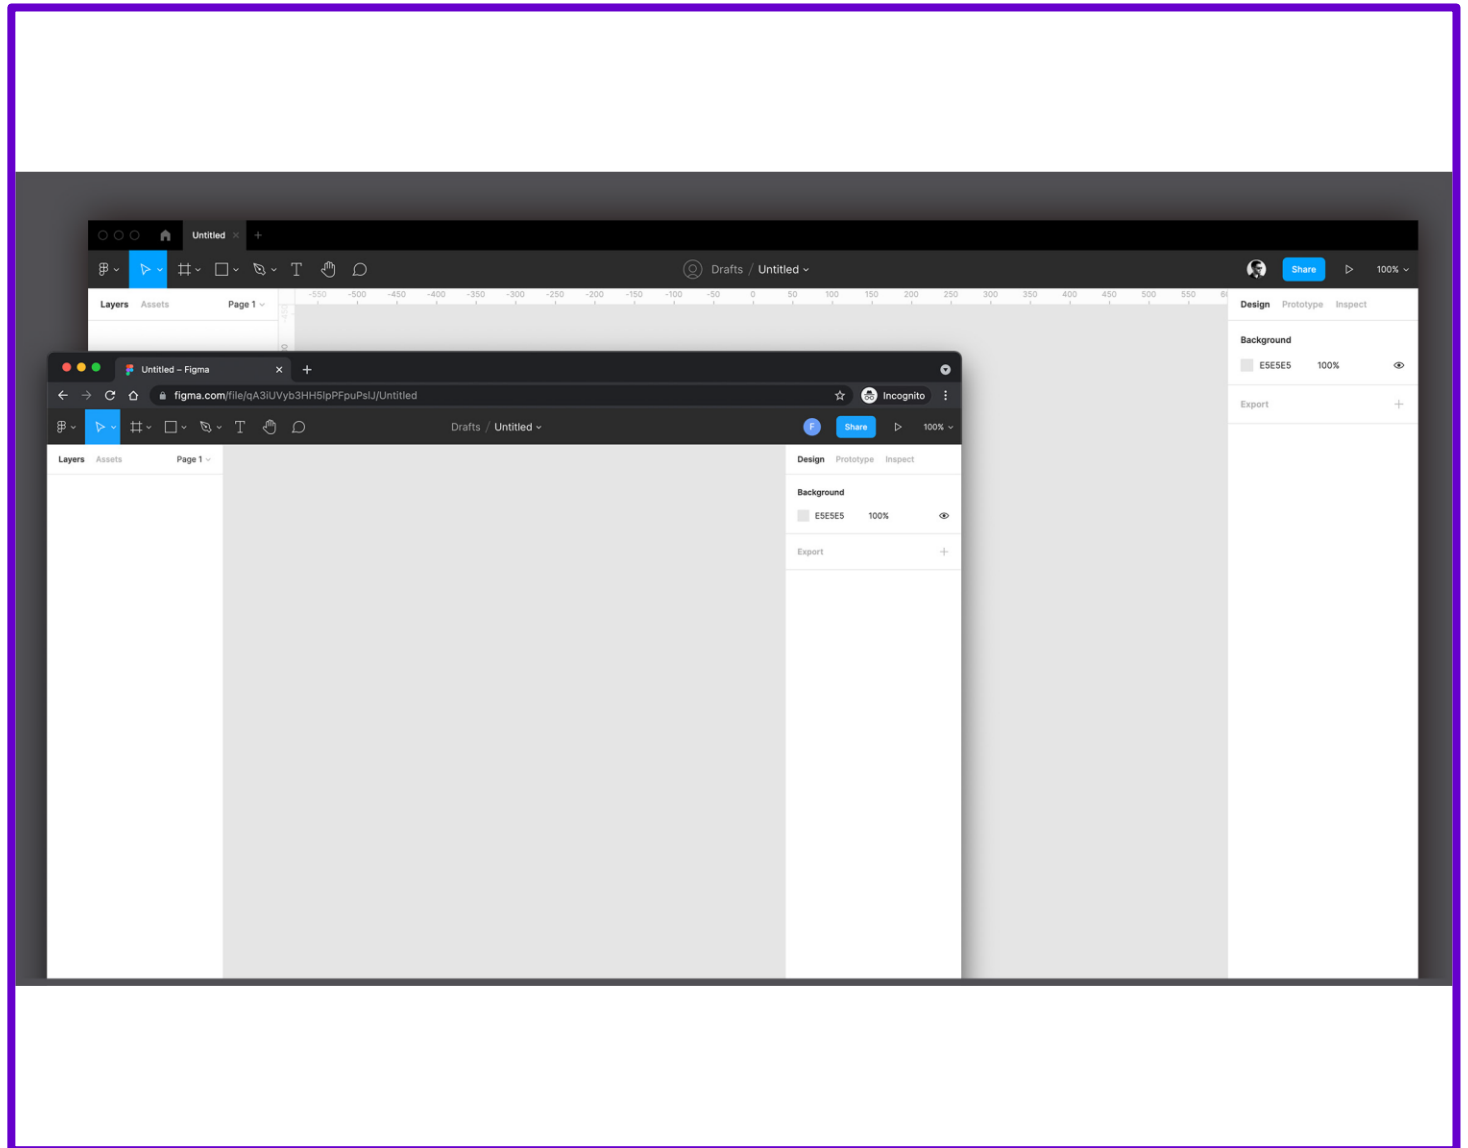 Untitled
Drafts / Untitled
Share
100%
Layers Assets Page 1
-550 -500 -450 -400 -350 -300 -250 -200 -150 -100 -50 0 50 100 150 200 250 300 350 400 450 500 550
-450
Design Prototype Inspect
Background
E5E5E5 100%
Export
Untitled – Figma
figma.com/file/qA3iUVyb3HH5lpPFpuPslJ/Untitled
Incognito
T
Drafts / Untitled
F
Share
100%
Layers Assets Page 1
Design Prototype Inspect
Background
E5E5E5 100%
Export